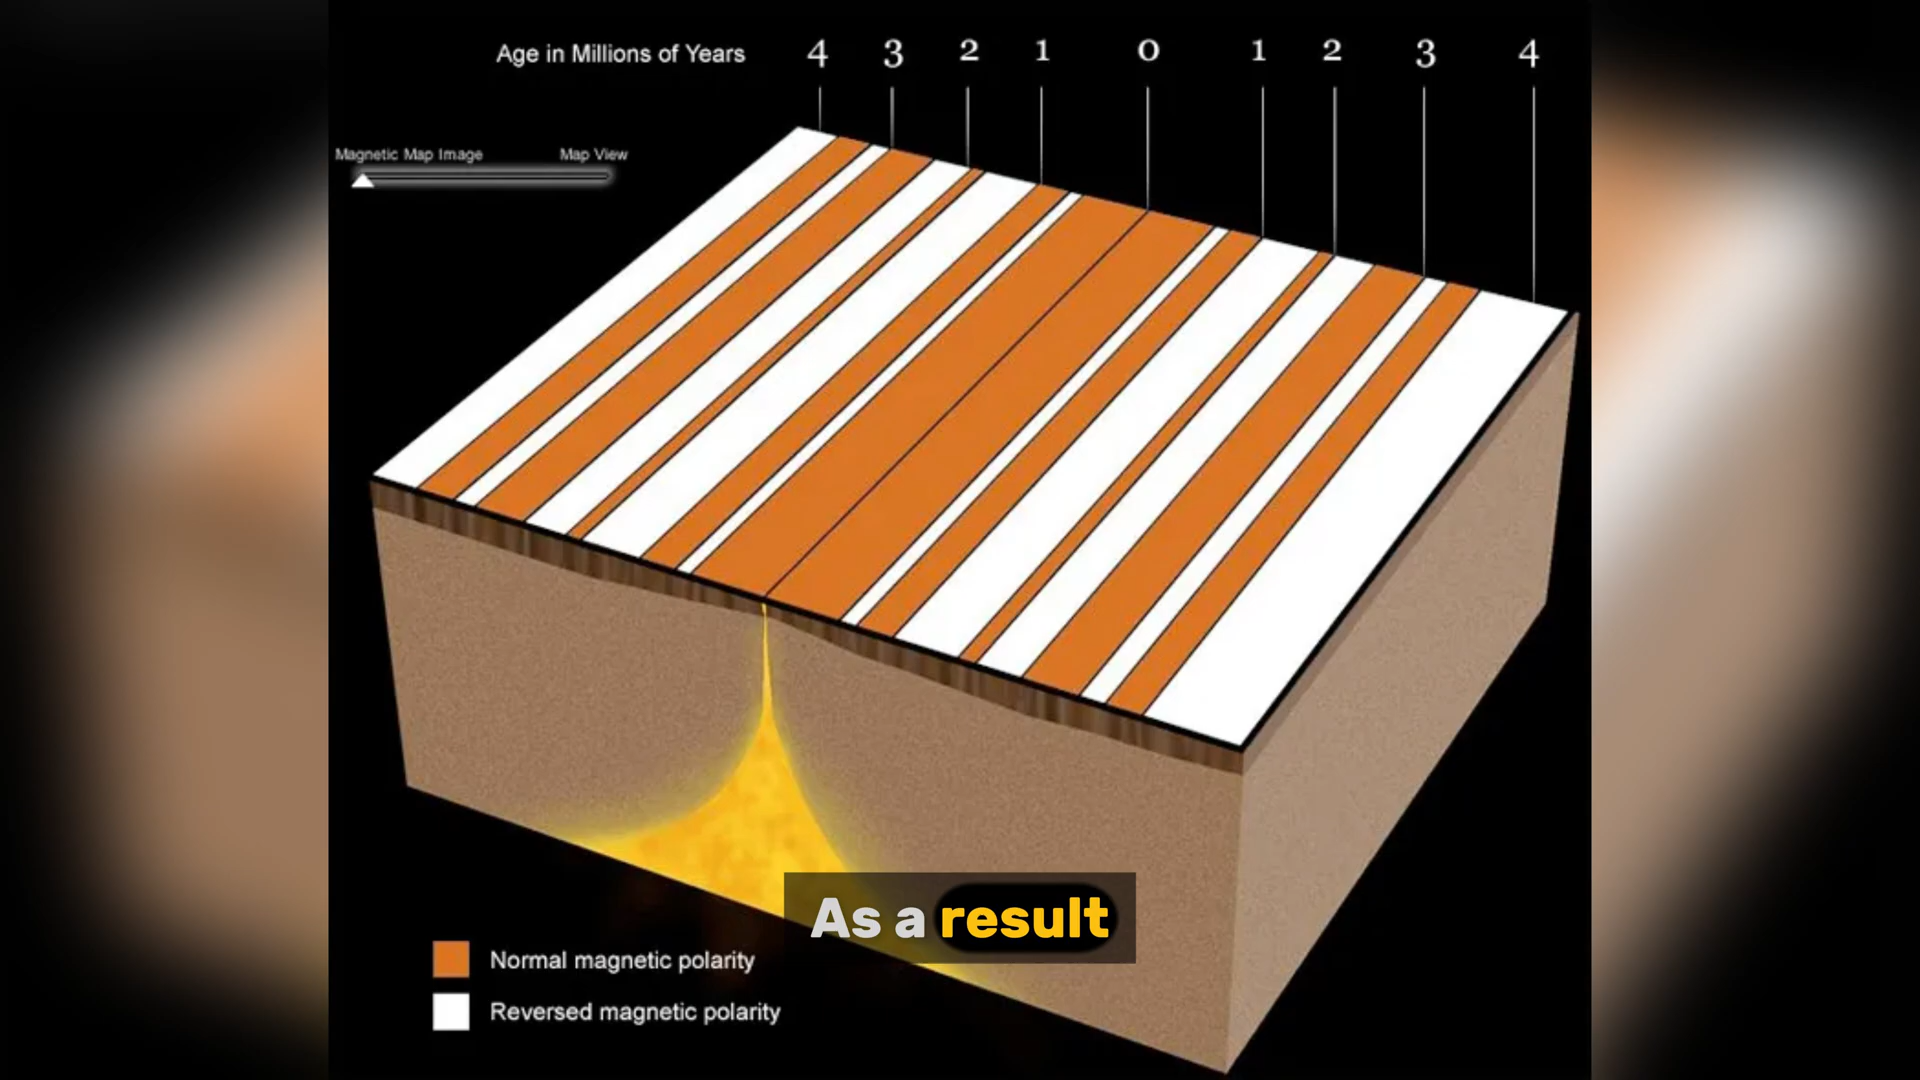 Age in Millions of Years 4 3 2 1 0 1 2 3 4
Magnetic Map Image Map View
As a result
Normal magnetic polarity
Reversed magnetic polarity